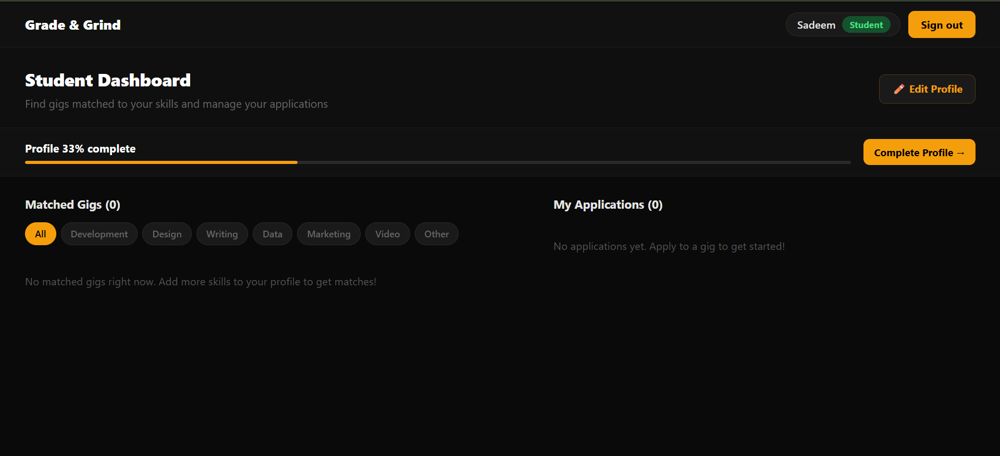 Grade & Grind
Sadeem Student
Sign out
Student Dashboard
Find gigs matched to your skills and manage your applications
Edit Profile
Profile 33% complete
Complete Profile →
Matched Gigs (0)
All Development Design Writing Data Marketing Video Other
No matched gigs right now. Add more skills to your profile to get matches!
My Applications (0)
No applications yet. Apply to a gig to get started!